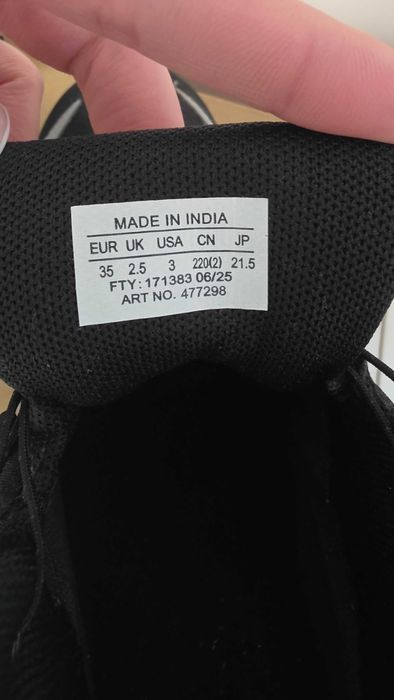 MADE IN INDIA
EUR UK USA CN JP
35 2.5 3 220(2) 21.5
FTY: 171383 06/25
ART NO. 477298